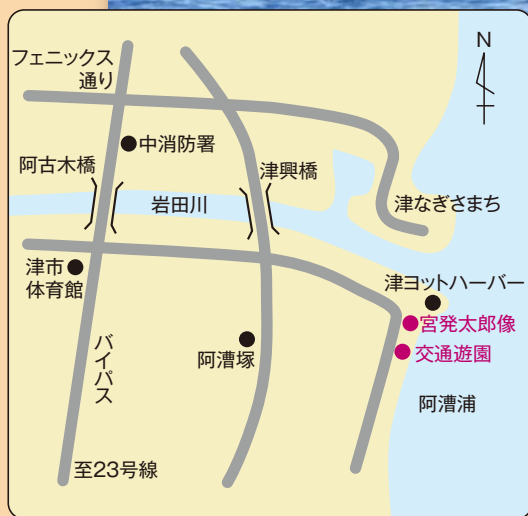 フェニックス
通り
N
中消防署
阿古木橋
津興橋
岩田川
津なぎさまち
津市
体育館
津ヨットハーバー
宮発太郎像
交通遊園
バイパス
阿漕塚
阿漕浦
至23号線